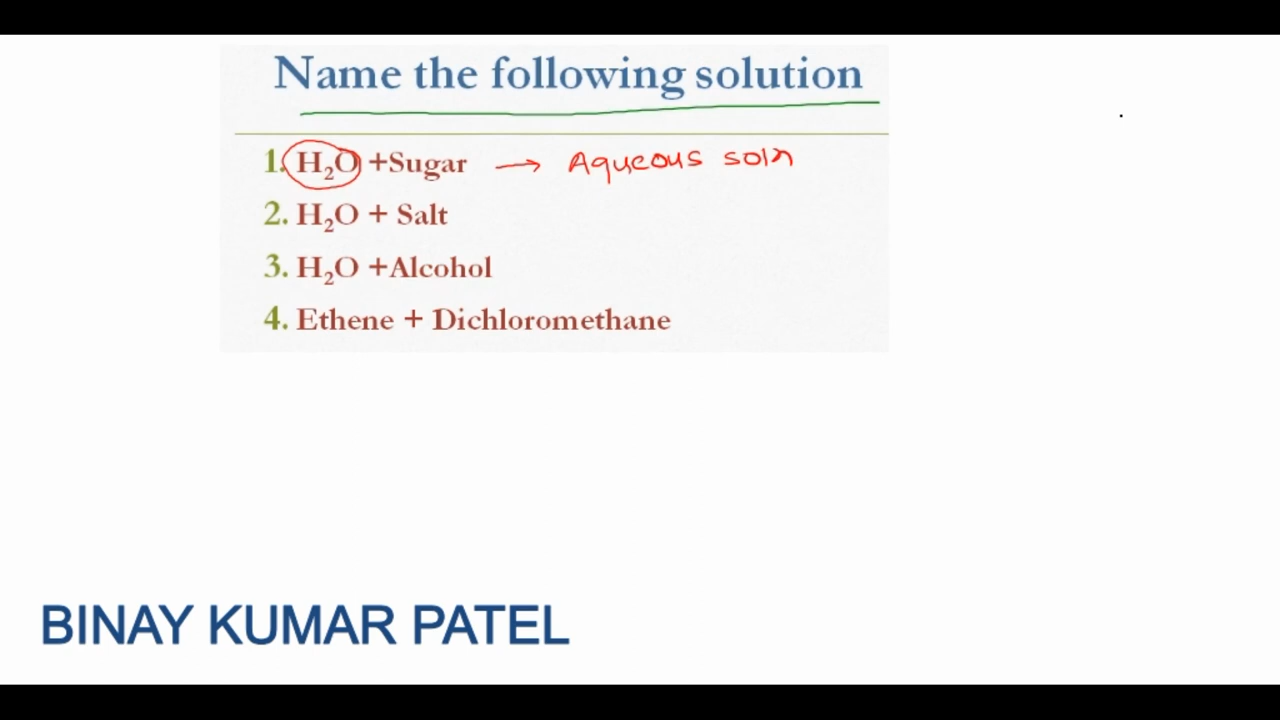 Name the following solution
1. H₂O +Sugar → Aqueous soln
2. H₂O + Salt
3. H₂O +Alcohol
4. Ethene + Dichloromethane
BINAY KUMAR PATEL